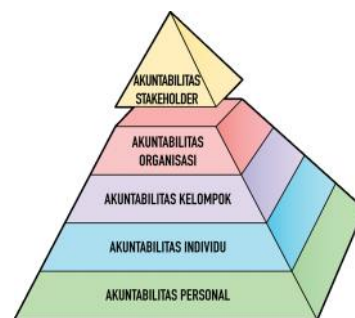 AKUNTABILITAS
STAKEHOLDER
AKUNTABILITAS
ORGANISASI
AKUNTABILITAS KELOMPOK
AKUNTABILITAS INDIVIDU
AKUNTABILITAS PERSONAL